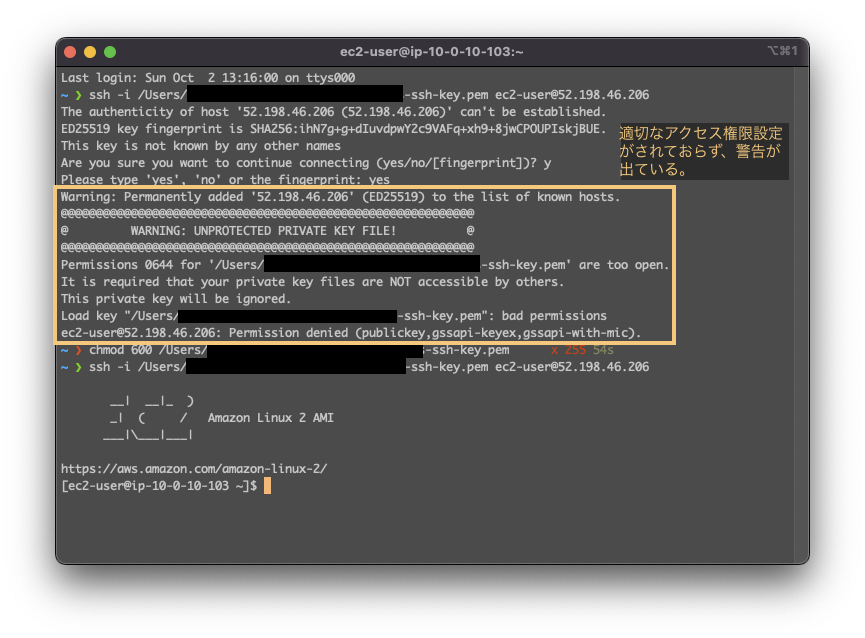 ec2-user@ip-10-0-10-103:~
⌥⌘1
Last login: Sun Oct  2 13:16:00 on ttys000
~ ❯ ssh -i /Users/ -ssh-key.pem ec2-user@52.198.46.206
The authenticity of host '52.198.46.206 (52.198.46.206)' can't be established.
ED25519 key fingerprint is SHA256:ihN7g+g+dIuvdpwY2c9VAFq+xh9+8jwCPOUPIskjBUE.
This key is not known by any other names
Are you sure you want to continue connecting (yes/no/[fingerprint])? y
Please type 'yes', 'no' or the fingerprint: yes
適切なアクセス権限設定
がされておらず、警告が
出ている。
Warning: Permanently added '52.198.46.206' (ED25519) to the list of known hosts.
@@@@@@@@@@@@@@@@@@@@@@@@@@@@@@@@@@@@@@@@@@@@@@@@@@@@@@@@@@@
@         WARNING: UNPROTECTED PRIVATE KEY FILE!          @
@@@@@@@@@@@@@@@@@@@@@@@@@@@@@@@@@@@@@@@@@@@@@@@@@@@@@@@@@@@
Permissions 0644 for '/Users/ -ssh-key.pem' are too open.
It is required that your private key files are NOT accessible by others.
This private key will be ignored.
Load key "/Users/ -ssh-key.pem": bad permissions
ec2-user@52.198.46.206: Permission denied (publickey,gssapi-keyex,gssapi-with-mic).
~ ❯ chmod 600 /Users/ -ssh-key.pem x 255 54s
~ ❯ ssh -i /Users/ -ssh-key.pem ec2-user@52.198.46.206
       __|  __|_  )
       _|  (     /   Amazon Linux 2 AMI
      ___|\___|___|
https://aws.amazon.com/amazon-linux-2/
[ec2-user@ip-10-0-10-103 ~]$